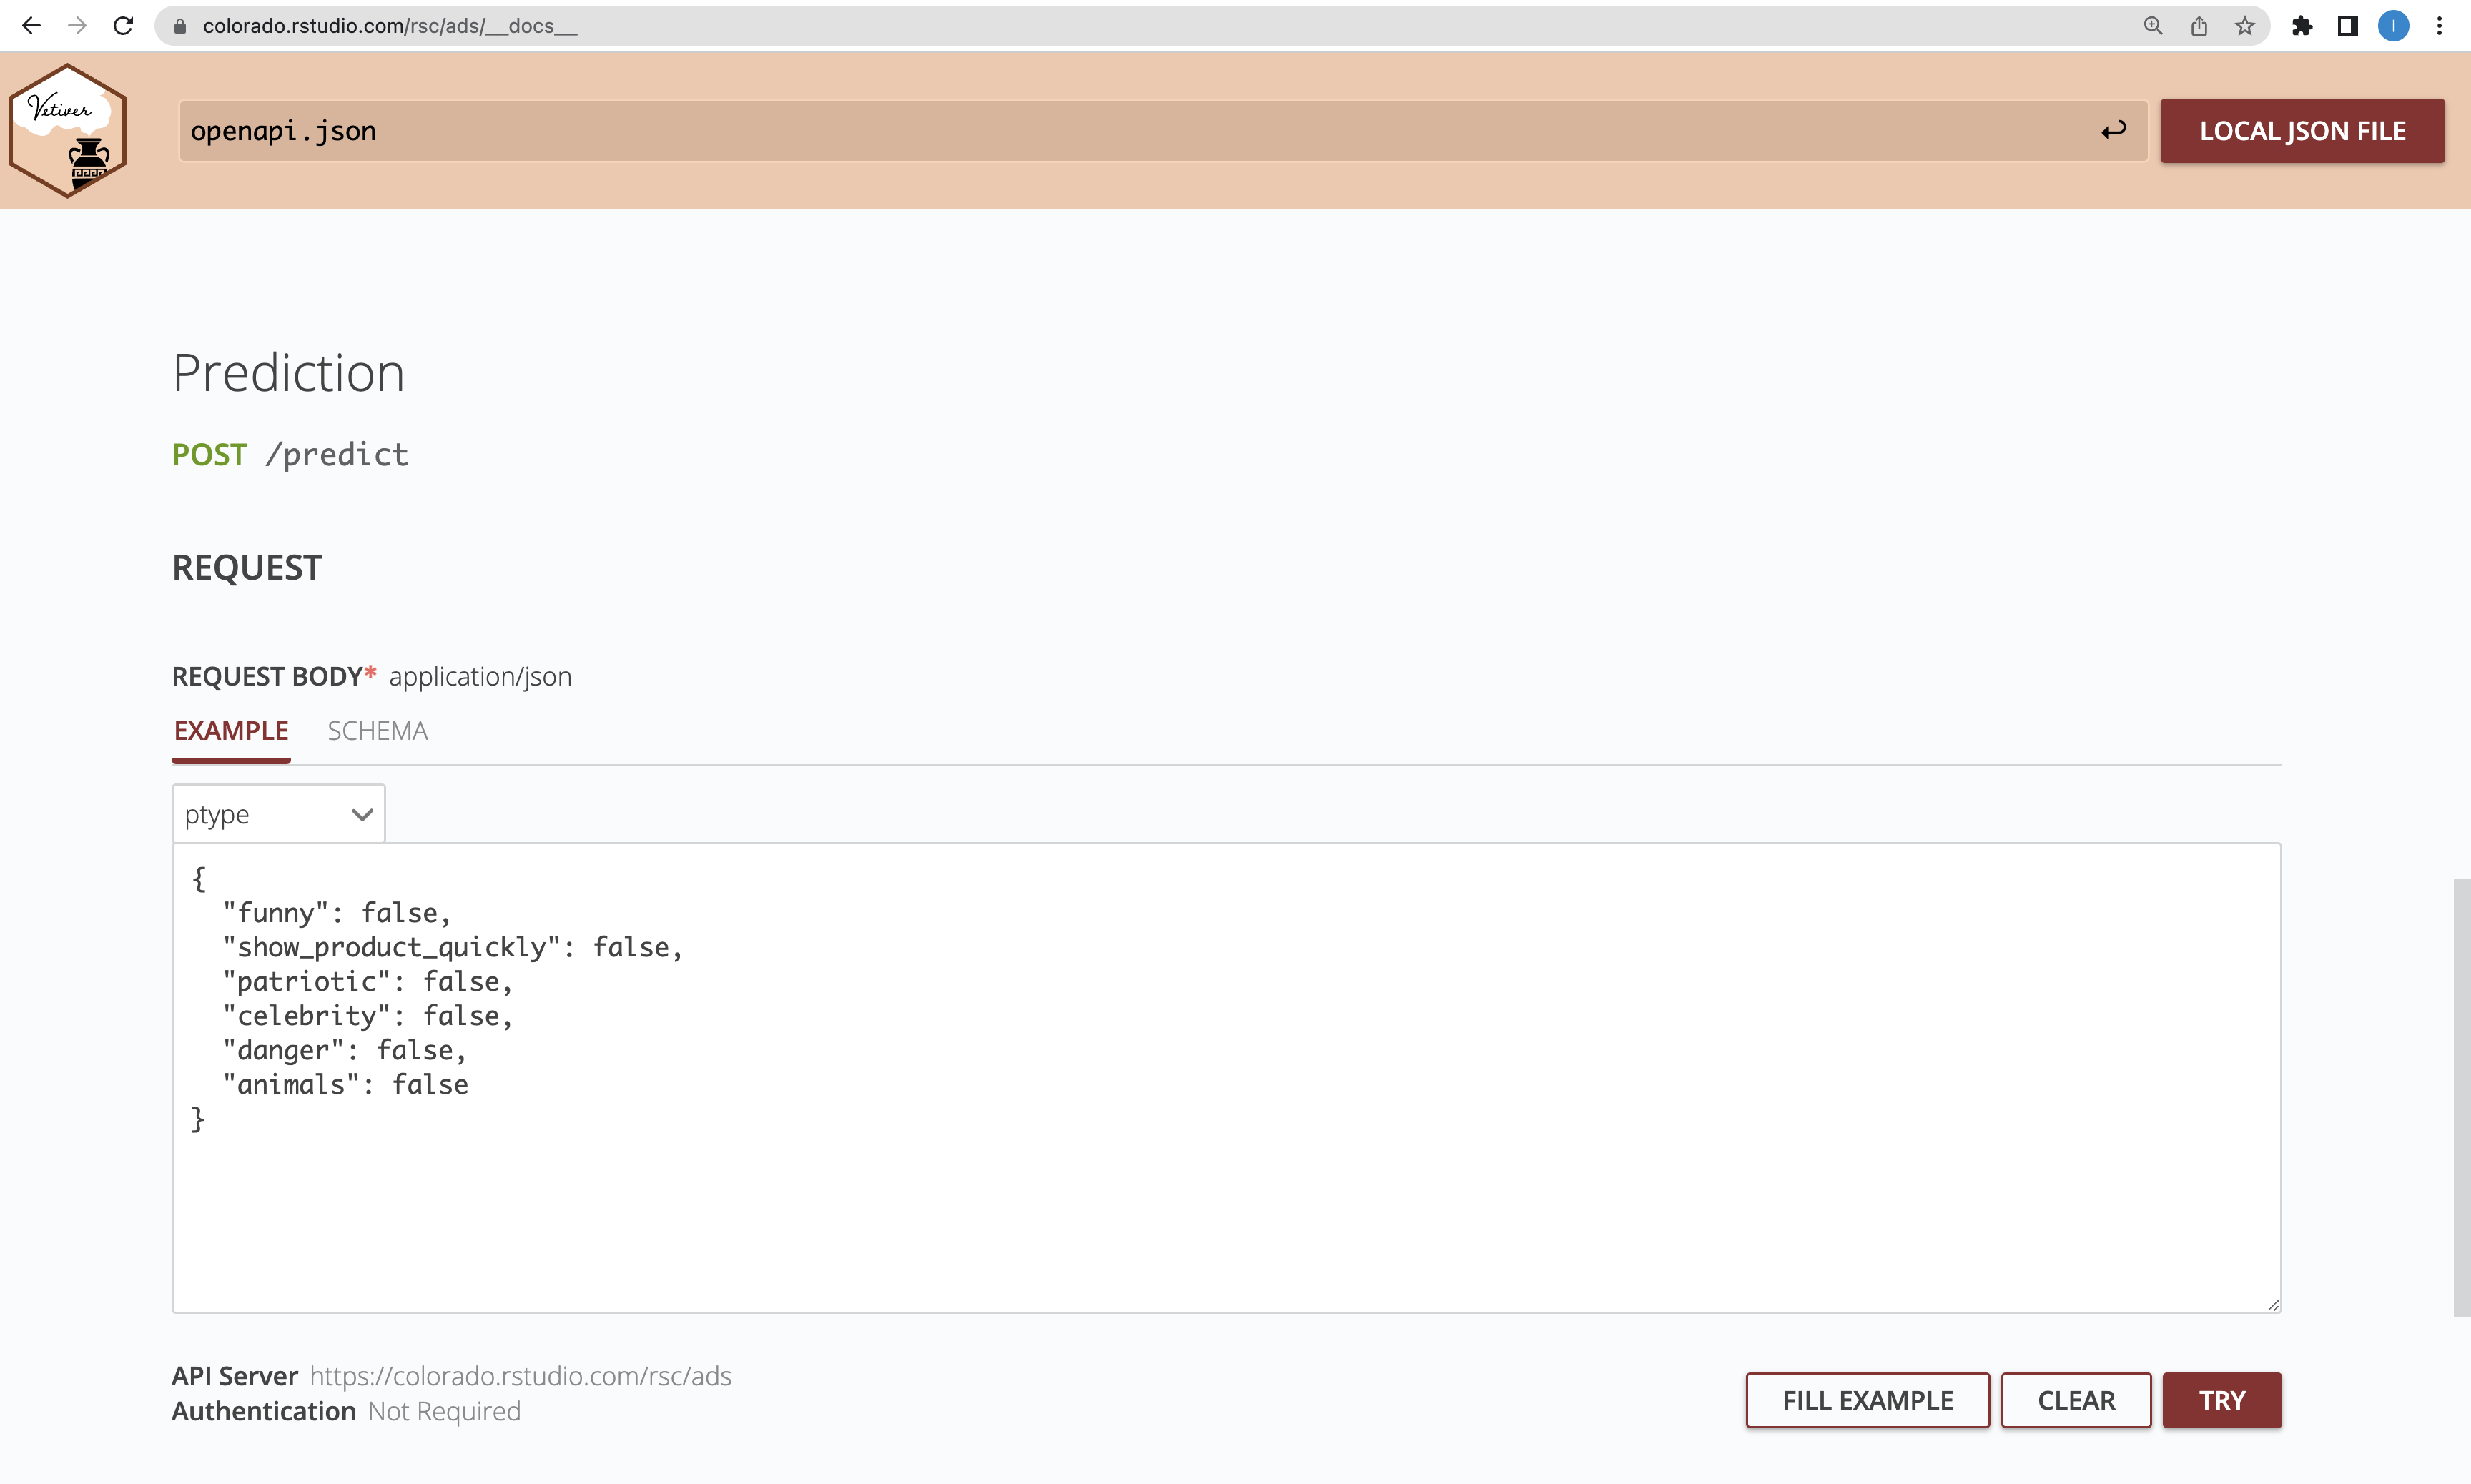 colorado.rstudio.com/rsc/ads/__docs__
I
Vetiver
openapi.json
LOCAL JSON FILE
Prediction
POST /predict
REQUEST
REQUEST BODY* application/json
EXAMPLE SCHEMA
ptype
{
  "funny": false,
  "show_product_quickly": false,
  "patriotic": false,
  "celebrity": false,
  "danger": false,
  "animals": false
}
API Server https://colorado.rstudio.com/rsc/ads
Authentication Not Required
FILL EXAMPLE CLEAR TRY